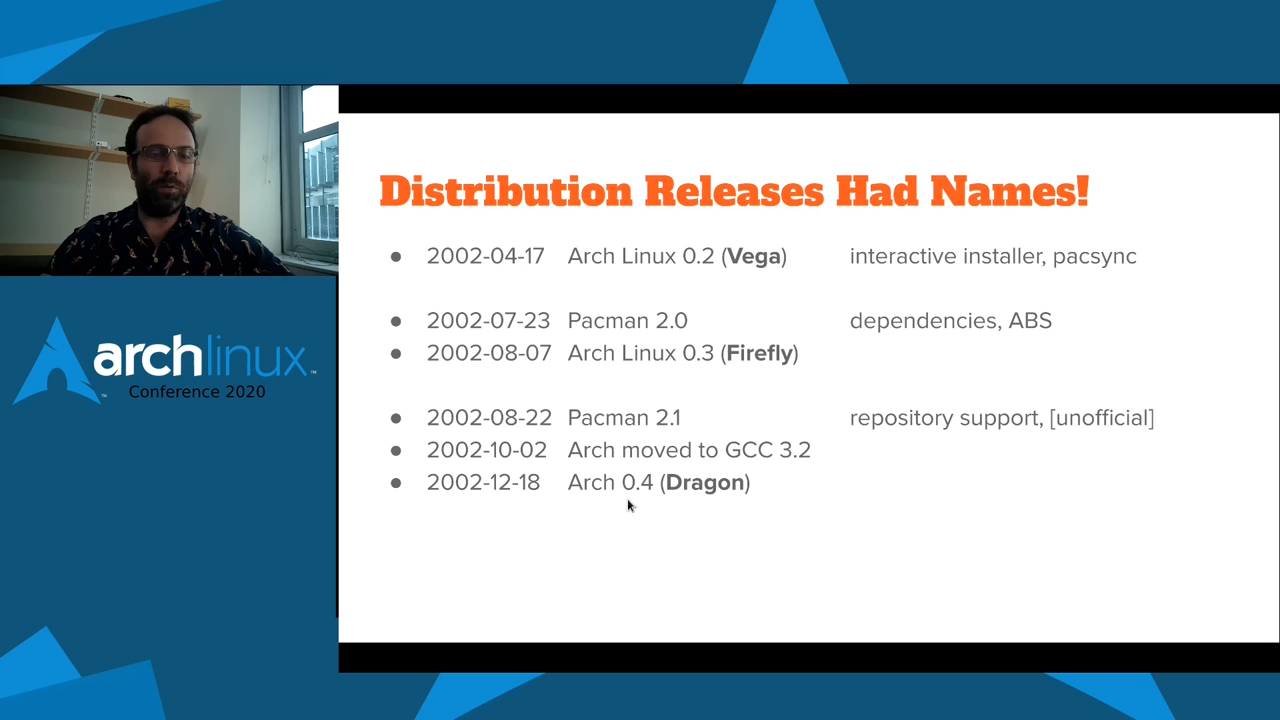 Distribution Releases Had Names!
● 2002-04-17 Arch Linux 0.2 (Vega) interactive installer, pacsync
● 2002-07-23 Pacman 2.0 dependencies, ABS
● 2002-08-07 Arch Linux 0.3 (Firefly)
● 2002-08-22 Pacman 2.1 repository support, [unofficial]
● 2002-10-02 Arch moved to GCC 3.2
● 2002-12-18 Arch 0.4 (Dragon)
archlinux™
Conference 2020